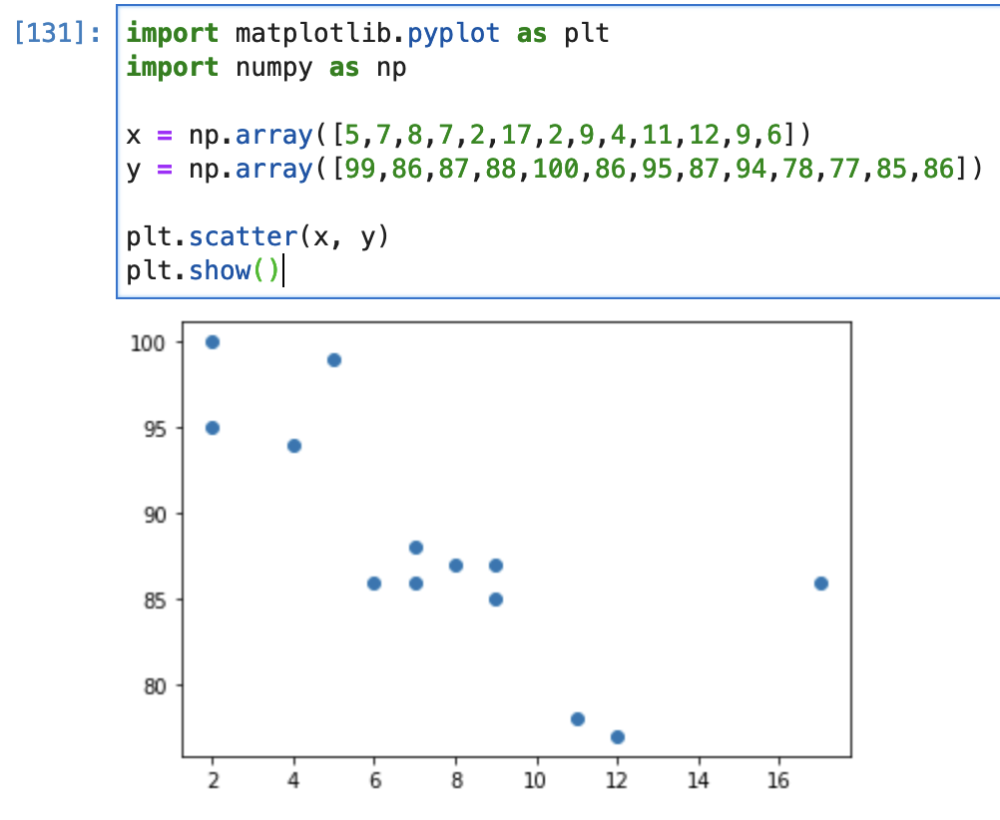 [131]: import matplotlib.pyplot as plt
import numpy as np
x = np.array([5,7,8,7,2,17,2,9,4,11,12,9,6])
y = np.array([99,86,87,88,100,86,95,87,94,78,77,85,86])
plt.scatter(x, y)
plt.show()
100
95
90
85
80
2 4 6 8 10 12 14 16